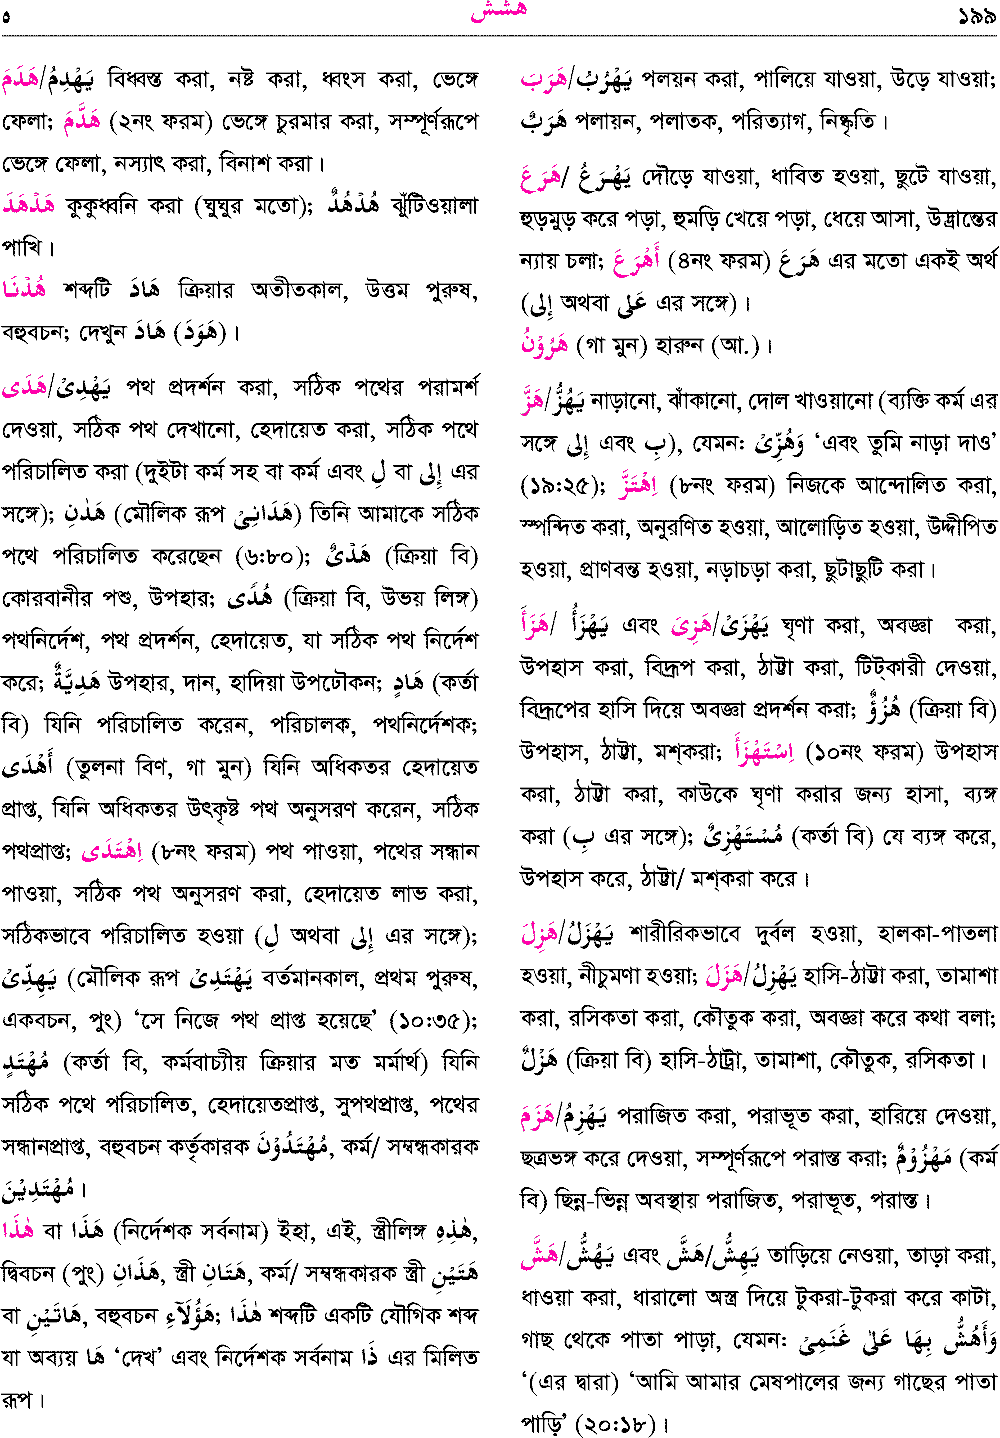 ৫ هشش ১৯৯
هَدَمَ/يَهْدِمُ বিধ্বস্ত করা, নষ্ট করা, ধ্বংস করা, ভেঙ্গে
ফেলা; هَدَّمَ (২নং ফরম) ভেঙ্গে চুরমার করা, সম্পূর্ণরূপে
ভেঙ্গে ফেলা, নস্যাৎ করা, বিনাশ করা।
هَدْهَدَ কুকুধ্বনি করা (ঘুঘুর মতো); هُدْهُدٌ ঝুঁটিওয়ালা
পাখি।
هُدْنَا শব্দটি هَادَ ক্রিয়ার অতীতকাল, উত্তম পুরুষ,
বহুবচন; দেখুন هَادَ (هَوَدَ)।
هَدَى/يَهْدِىْ পথ প্রদর্শন করা, সঠিক পথের পরামর্শ
দেওয়া, সঠিক পথ দেখানো, হেদায়েত করা, সঠিক পথে
পরিচালিত করা (দুইটা কর্ম সহ বা কর্ম এবং لِ বা إِلى এর
সঙ্গে); هَدٰنِ (মৌলিক রূপ هَدَانِىْ) তিনি আমাকে সঠিক
পথে পরিচালিত করেছেন (৬:৮০); هَدْىٌ (ক্রিয়া বি)
কোরবানীর পশু, উপহার; هُدًى (ক্রিয়া বি, উভয় লিঙ্গ)
পথনির্দেশ, পথ প্রদর্শন, হেদায়েত, যা সঠিক পথ নির্দেশ
করে; هَدِيَّةٌ উপহার, দান, হাদিয়া উপঢৌকন; هَادٍ (কর্তা
বি) যিনি পরিচালিত করেন, পরিচালক, পথনির্দেশক;
أَهْدَى (তুলনা বিণ, গা মুন) যিনি অধিকতর হেদায়েত
প্রাপ্ত, যিনি অধিকতর উৎকৃষ্ট পথ অনুসরণ করেন, সঠিক
পথপ্রাপ্ত; اِهْتَدَى (৮নং ফরম) পথ পাওয়া, পথের সন্ধান
পাওয়া, সঠিক পথ অনুসরণ করা, হেদায়েত লাভ করা,
সঠিকভাবে পরিচালিত হওয়া (لِ অথবা إِلى এর সঙ্গে);
يَهِدِّىْ (মৌলিক রূপ يَهْتَدِىْ বর্তমানকাল, প্রথম পুরুষ,
একবচন, পুং) ‘সে নিজে পথ প্রাপ্ত হয়েছে’ (১০:৩৫);
مُهْتَدٍ (কর্তা বি, কর্মবাচ্যীয় ক্রিয়ার মত মর্মার্থ) যিনি
সঠিক পথে পরিচালিত, হেদায়েতপ্রাপ্ত, সুপথপ্রাপ্ত, পথের
সন্ধানপ্রাপ্ত, বহুবচন কর্তৃকারক مُهْتَدُوْنَ, কর্ম/ সম্বন্ধকারক
مُهْتَدِيْنَ।
هٰذَا বা هَذَا (নির্দেশক সর্বনাম) ইহা, এই, স্ত্রীলিঙ্গ هٰذِهِ,
দ্বিবচন (পুং) هَذَانِ, স্ত্রী هَتَانِ, কর্ম/ সম্বন্ধকারক স্ত্রী هَتَيْنِ
বা هَاتَيْنِ, বহুবচন هَؤُلَآءِ; هٰذَا শব্দটি একটি যৌগিক শব্দ
যা অব্যয় هَا ‘দেখ’ এবং নির্দেশক সর্বনাম ذَا এর মিলিত
রূপ।
هَرَبَ/يَهْرُبُ পলয়ন করা, পালিয়ে যাওয়া, উড়ে যাওয়া;
هَرَبٌ পলায়ন, পলাতক, পরিত্যাগ, নিষ্কৃতি।
هَرَعَ/ يَهْرَعُ দৌড়ে যাওয়া, ধাবিত হওয়া, ছুটে যাওয়া,
হুড়মুড় করে পড়া, হুমড়ি খেয়ে পড়া, ধেয়ে আসা, উদ্ভ্রান্তের
ন্যায় চলা; أَهْرَعَ (৪নং ফরম) هَرَعَ এর মতো একই অর্থ
(إِلى অথবা عَلى এর সঙ্গে)।
هَرُوْنُ (গা মুন) হারুন (আ.)।
هَزَّ/يَهُزُّ নাড়ানো, ঝাঁকানো, দোল খাওয়ানো (ব্যক্তি কর্ম এর
সঙ্গে إِلى এবং بِ), যেমন: وَهُزِّىْ ‘এবং তুমি নাড়া দাও’
(১৯:২৫); اِهْتَزَّ (৮নং ফরম) নিজকে আন্দোলিত করা,
স্পন্দিত করা, অনুরণিত হওয়া, আলোড়িত হওয়া, উদ্দীপিত
হওয়া, প্রাণবন্ত হওয়া, নড়াচড়া করা, ছুটাছুটি করা।
هَزَأَ/ يَهْزَأُ এবং هَزِئَ/يَهْزَىْ ঘৃণা করা, অবজ্ঞা করা,
উপহাস করা, বিদ্রূপ করা, ঠাট্টা করা, টিট্‌কারী দেওয়া,
বিদ্রূপের হাসি দিয়ে অবজ্ঞা প্রদর্শন করা; هُزُؤٌ (ক্রিয়া বি)
উপহাস, ঠাট্টা, মশ্‌করা; اِسْتَهْزَأَ (১০নং ফরম) উপহাস
করা, ঠাট্টা করা, কাউকে ঘৃণা করার জন্য হাসা, ব্যঙ্গ
করা (بِ এর সঙ্গে); مُسْتَهْزِئٌ (কর্তা বি) যে ব্যঙ্গ করে,
উপহাস করে, ঠাট্টা/ মশ্‌করা করে।
هَزِلَ/يَهْزَلُ শারীরিকভাবে দুর্বল হওয়া, হালকা-পাতলা
হওয়া, নীচুমণা হওয়া; هَزَلَ/يَهْزِلُ হাসি-ঠাট্টা করা, তামাশা
করা, রসিকতা করা, কৌতুক করা, অবজ্ঞা করে কথা বলা;
هَزْلٌ (ক্রিয়া বি) হাসি-ঠাট্রা, তামাশা, কৌতুক, রসিকতা।
هَزَمَ/يَهْزِمُ পরাজিত করা, পরাভূত করা, হারিয়ে দেওয়া,
ছত্রভঙ্গ করে দেওয়া, সম্পূর্ণরূপে পরাস্ত করা; مَهْزُوْمٌ (কর্ম
বি) ছিন্ন-ভিন্ন অবস্থায় পরাজিত, পরাভূত, পরাস্ত।
هَشَّ/يَهُشُّ এবং هَشَّ/يَهِشُّ তাড়িয়ে নেওয়া, তাড়া করা,
ধাওয়া করা, ধারালো অস্ত্র দিয়ে টুকরা-টুকরা করে কাটা,
গাছ থেকে পাতা পাড়া, যেমন: وَأَهُشُّ بِهَا عَلىٰ غَنَمِىْ
‘(এর দ্বারা) ‘আমি আমার মেষপালের জন্য গাছের পাতা
পাড়ি’ (২০:১৮)।